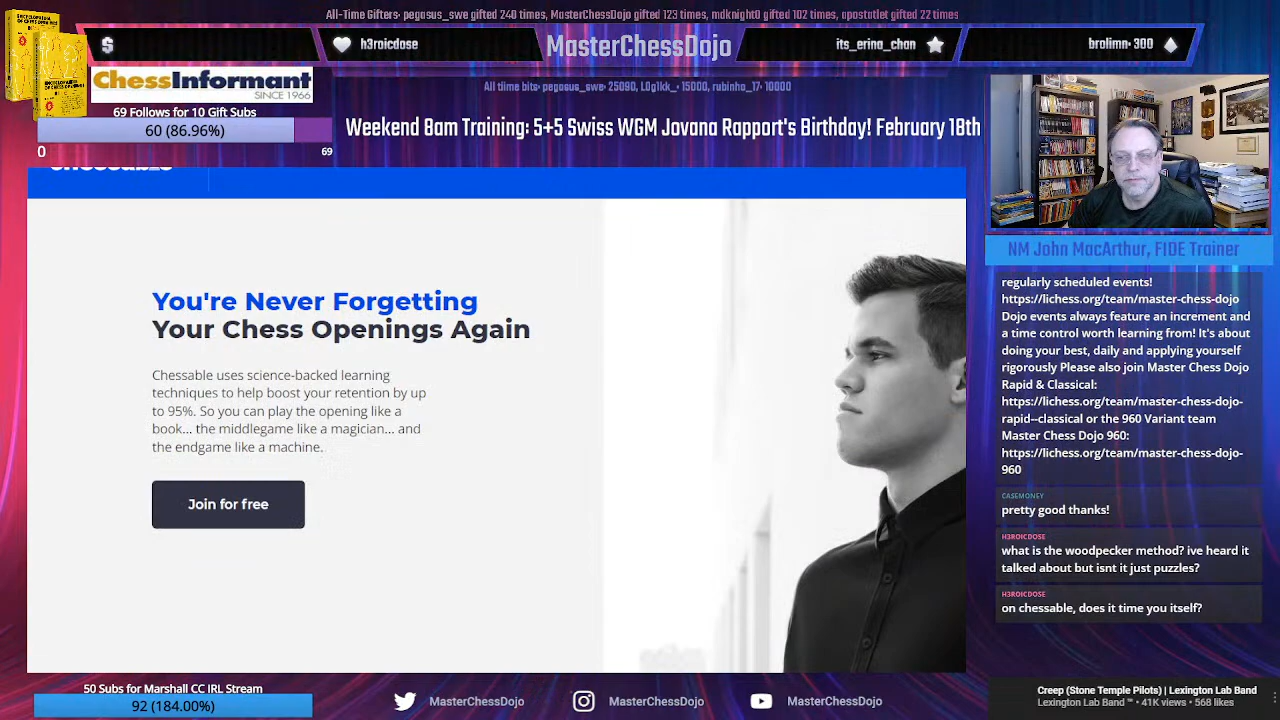 All-Time Gifters• pegasus_swe gifted 240 times, MasterChessDojo gifted 123 times, mdknight0 gifted 102 times, apostatlet gifted 22 times
$
h3roicdose
MasterChessDojo
its_erina_chan
brolimn• 300
ChessInformant
SINCE 1966
All time bits• pegasus_swe• 25090, L0g1kk_• 15000, rubinho_17• 10000
69 Follows for 10 Gift Subs
60 (86.96%)
0
69
Weekend 8am Training: 5+5 Swiss WGM Jovana Rapport's Birthday! February 18th
You're Never Forgetting
Your Chess Openings Again
Chessable uses science-backed learning
techniques to help boost your retention by up
to 95%. So you can play the opening like a
book... the middlegame like a magician... and
the endgame like a machine.
Join for free
NM John MacArthur, FIDE Trainer
regularly scheduled events!
https://lichess.org/team/master-chess-dojo
Dojo events always feature an increment and
a time control worth learning from! It's about
doing your best, daily and applying yourself
rigorously Please also join Master Chess Dojo
Rapid & Classical:
https://lichess.org/team/master-chess-dojo-
rapid--classical or the 960 Variant team
Master Chess Dojo 960:
https://lichess.org/team/master-chess-dojo-
960
CASEMONEY
pretty good thanks!
H3ROICDOSE
what is the woodpecker method? ive heard it
talked about but isnt it just puzzles?
H3ROICDOSE
on chessable, does it time you itself?
50 Subs for Marshall CC IRL Stream
92 (184.00%)
MasterChessDojo
MasterChessDojo
MasterChessDojo
Creep (Stone Temple Pilots) | Lexington Lab Band
Lexington Lab Band ™ • 41K views • 568 likes